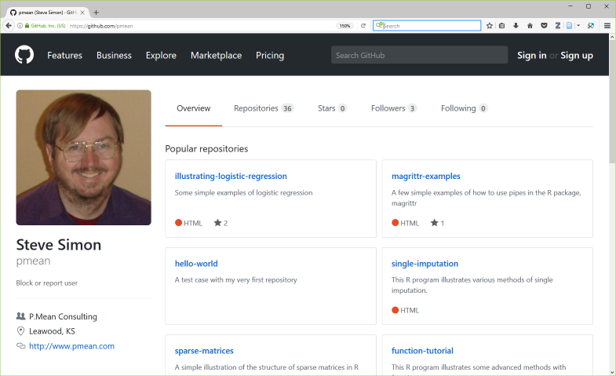 pmean (Steve Simon) · GitH
GitHub, Inc. (US) https://github.com/pmean 150% Search
Features Business Explore Marketplace Pricing Search GitHub Sign in or Sign up
Overview Repositories 36 Stars 0 Followers 3 Following 0
Popular repositories
illustrating-logistic-regression
Some simple examples of logistic regression
HTML 2
magrittr-examples
A few simple examples of how to use pipes in the R package,
magrittr
HTML 1
Steve Simon
pmean
Block or report user
P.Mean Consulting
Leawood, KS
http://www.pmean.com
hello-world
A test case with my very first repository
single-imputation
This R program illustrates various methods of single
imputation.
HTML
sparse-matrices
A simple illustration of the structure of sparse matrices in R
function-tutorial
This R program illustrates some advanced methods with